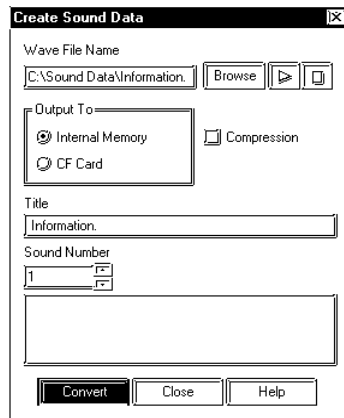 Create Sound Data
Wave File Name
C:\Sound Data\Information.
Browse
Output To
Internal Memory
Compression
CF Card
Title
Information.
Sound Number
1
Convert
Close
Help